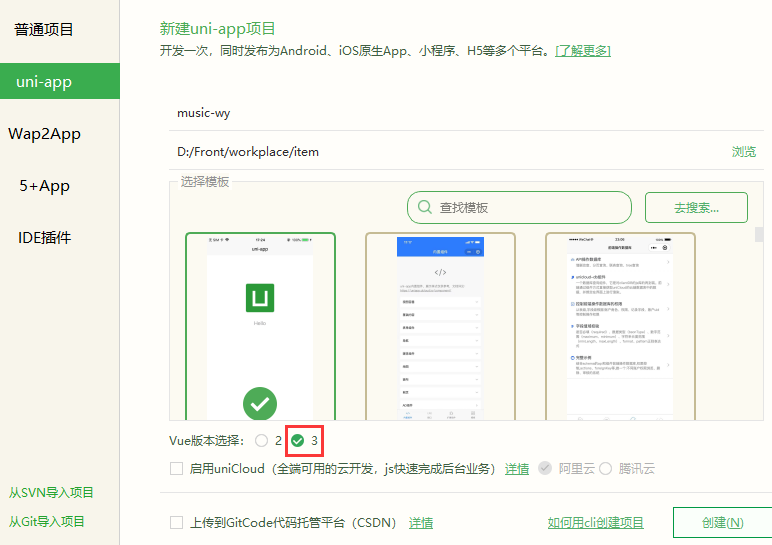 普通项目
uni-app
Wap2App
5+App
IDE插件
从SVN导入项目
从Git导入项目
新建uni-app项目
开发一次，同时发布为Android、iOS原生App、小程序、H5等多个平台。[了解更多]
music-wy
D:/Front/workplace/item 浏览
选择模板
查找模板 去搜索...
uni-app
Hello
Vue版本选择： 2 3
启用uniCloud（全端可用的云开发，js快速完成后台业务） 详情 阿里云 腾讯云
上传到GitCode代码托管平台（CSDN） 详情 如何用cli创建项目 创建(N)